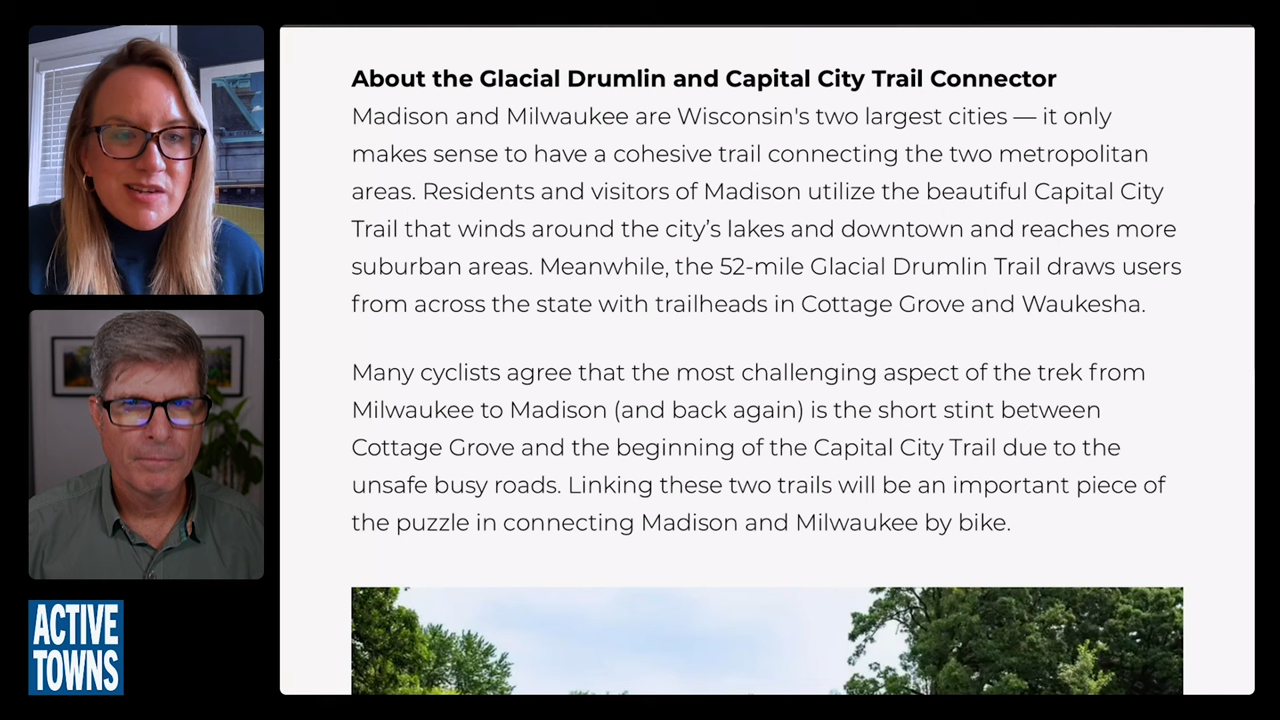 About the Glacial Drumlin and Capital City Trail Connector
Madison and Milwaukee are Wisconsin's two largest cities — it only
makes sense to have a cohesive trail connecting the two metropolitan
areas. Residents and visitors of Madison utilize the beautiful Capital City
Trail that winds around the city’s lakes and downtown and reaches more
suburban areas. Meanwhile, the 52-mile Glacial Drumlin Trail draws users
from across the state with trailheads in Cottage Grove and Waukesha.
Many cyclists agree that the most challenging aspect of the trek from
Milwaukee to Madison (and back again) is the short stint between
Cottage Grove and the beginning of the Capital City Trail due to the
unsafe busy roads. Linking these two trails will be an important piece of
the puzzle in connecting Madison and Milwaukee by bike.
ACTIVE
TOWNS